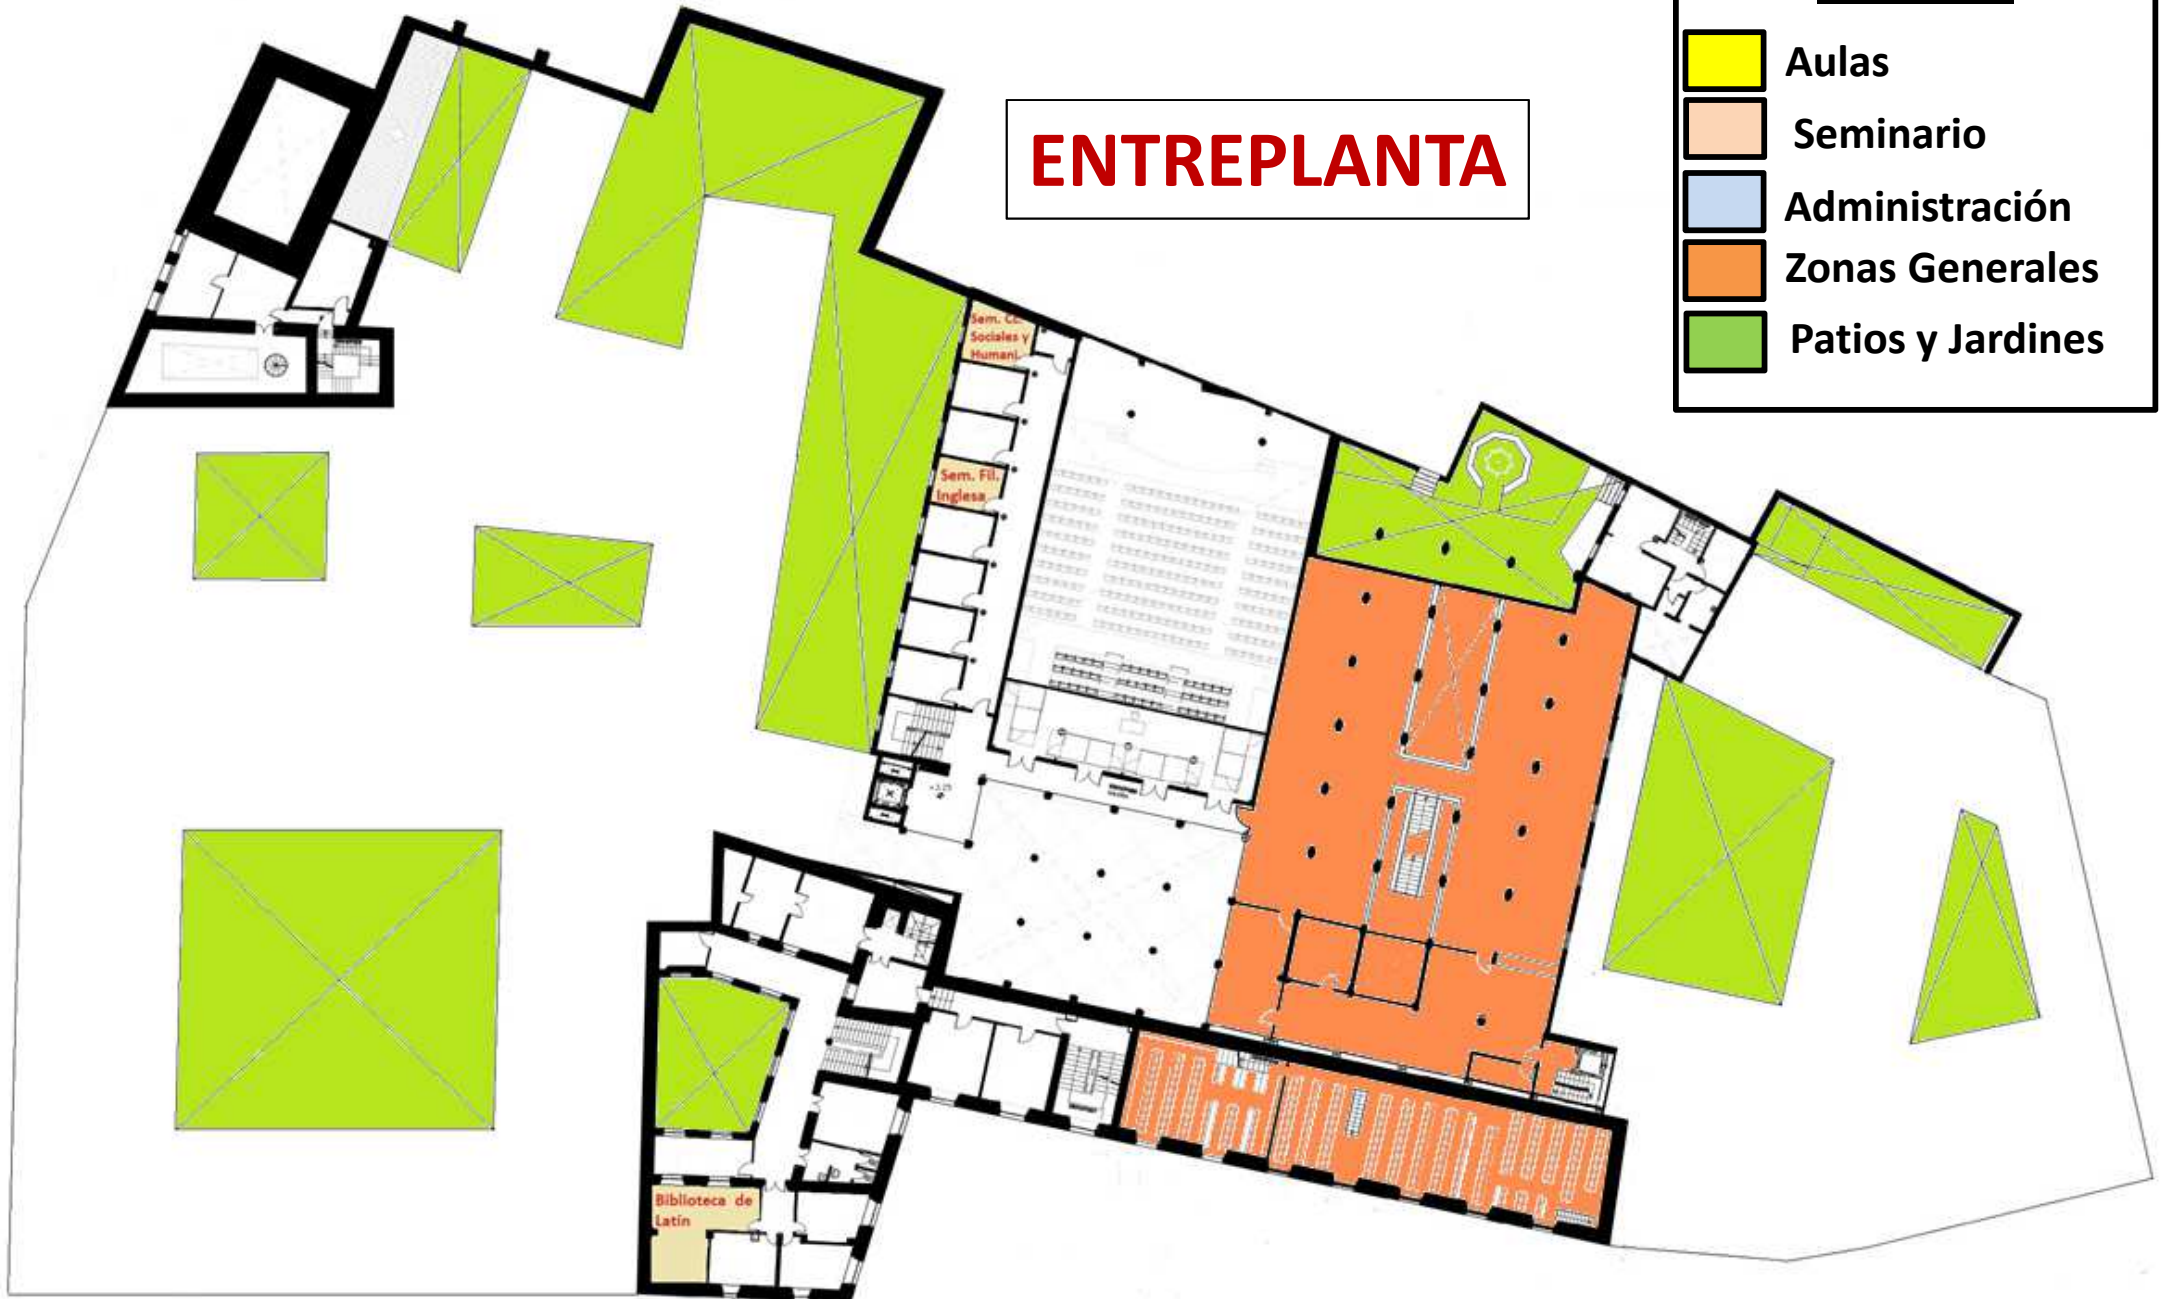 ENTREPLANTA
Aulas
Seminario
Administración
Zonas Generales
Patios y Jardines
Sem. CC.
Sociales y
Humani.
Sem. Fil.
Inglesa
Biblioteca de
Latín